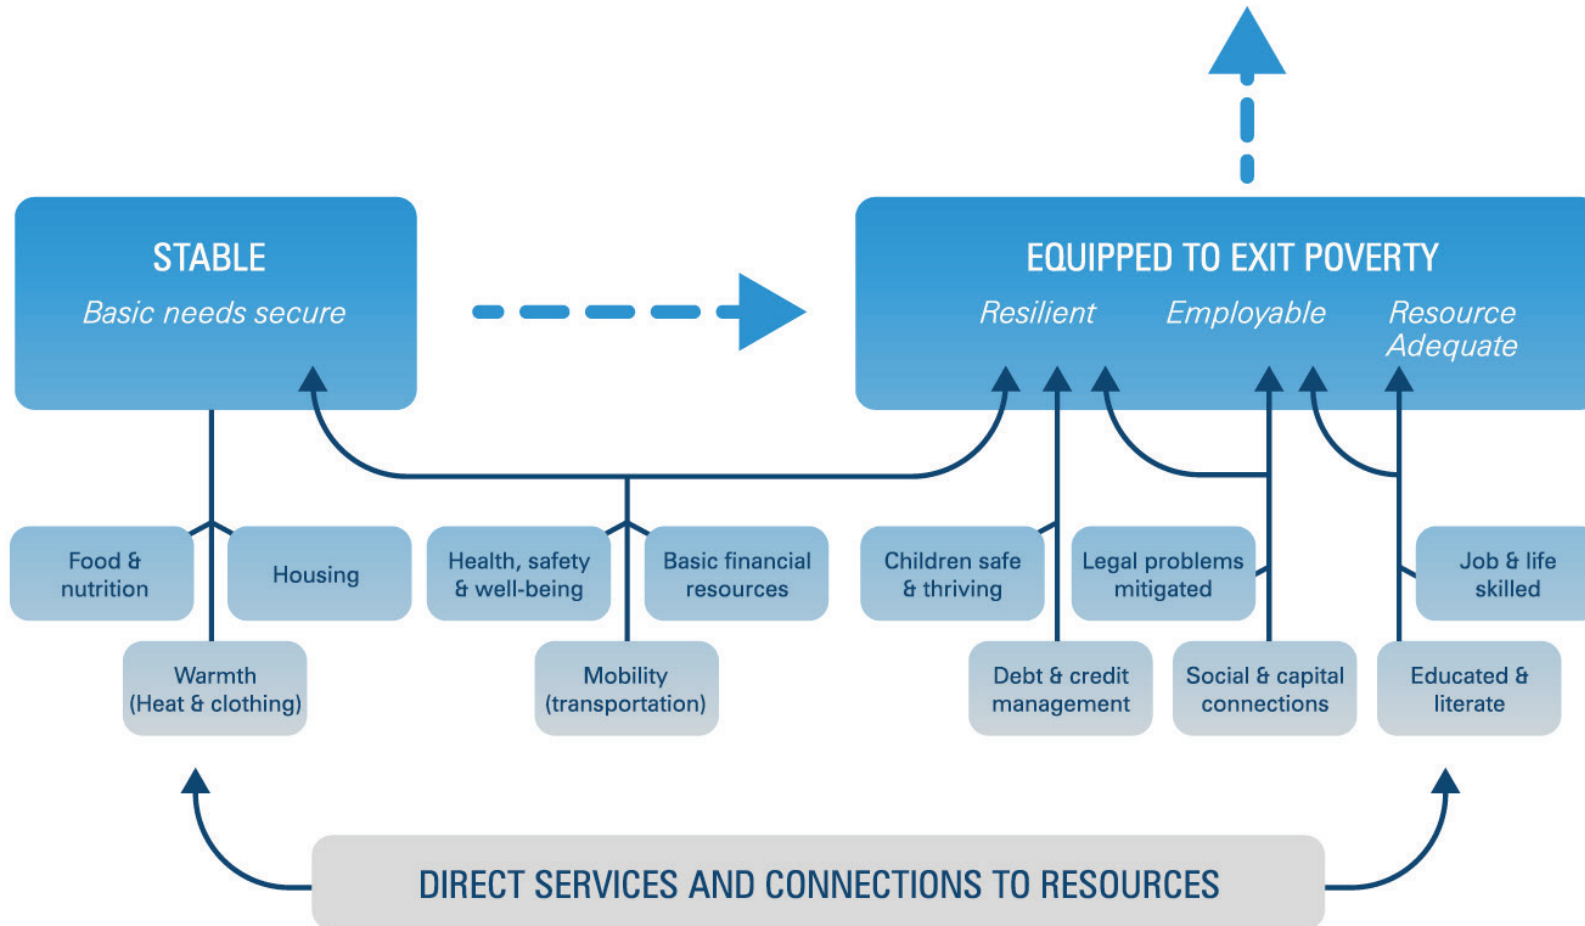 STABLE
Basic needs secure
EQUIPPED TO EXIT POVERTY
Resilient
Employable
Resource
Adequate
Food &
nutrition
Housing
Health, safety
& well-being
Basic financial
resources
Children safe
& thriving
Legal problems
mitigated
Job & life
skilled
Warmth
(Heat & clothing)
Mobility
(transportation)
Debt & credit
management
Social & capital
connections
Educated &
literate
DIRECT SERVICES AND CONNECTIONS TO RESOURCES